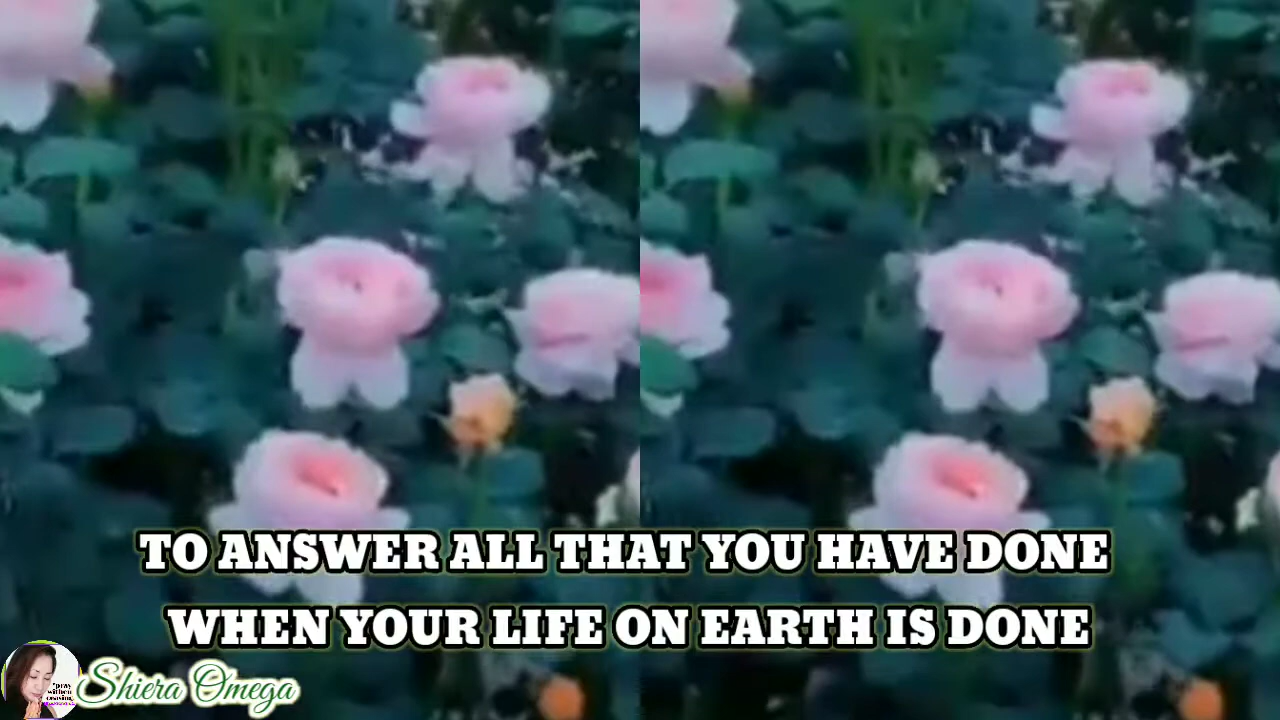 TO ANSWER ALL THAT YOU HAVE DONE
WHEN YOUR LIFE ON EARTH IS DONE
Shiera Omega